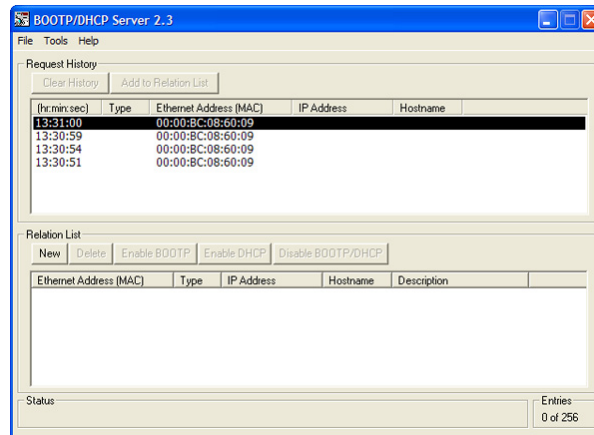 BOOTP/DHCP Server 2.3
File Tools Help
Request History
Clear History Add to Relation List
(hr:min:sec) Type Ethernet Address (MAC) IP Address Hostname
13:31:00 00:00:BC:08:60:09
13:30:59 00:00:BC:08:60:09
13:30:54 00:00:BC:08:60:09
13:30:51 00:00:BC:08:60:09
Relation List
New Delete Enable BOOTP Enable DHCP Disable BOOTP/DHCP
Ethernet Address (MAC) Type IP Address Hostname Description
Status Entries
0 of 256